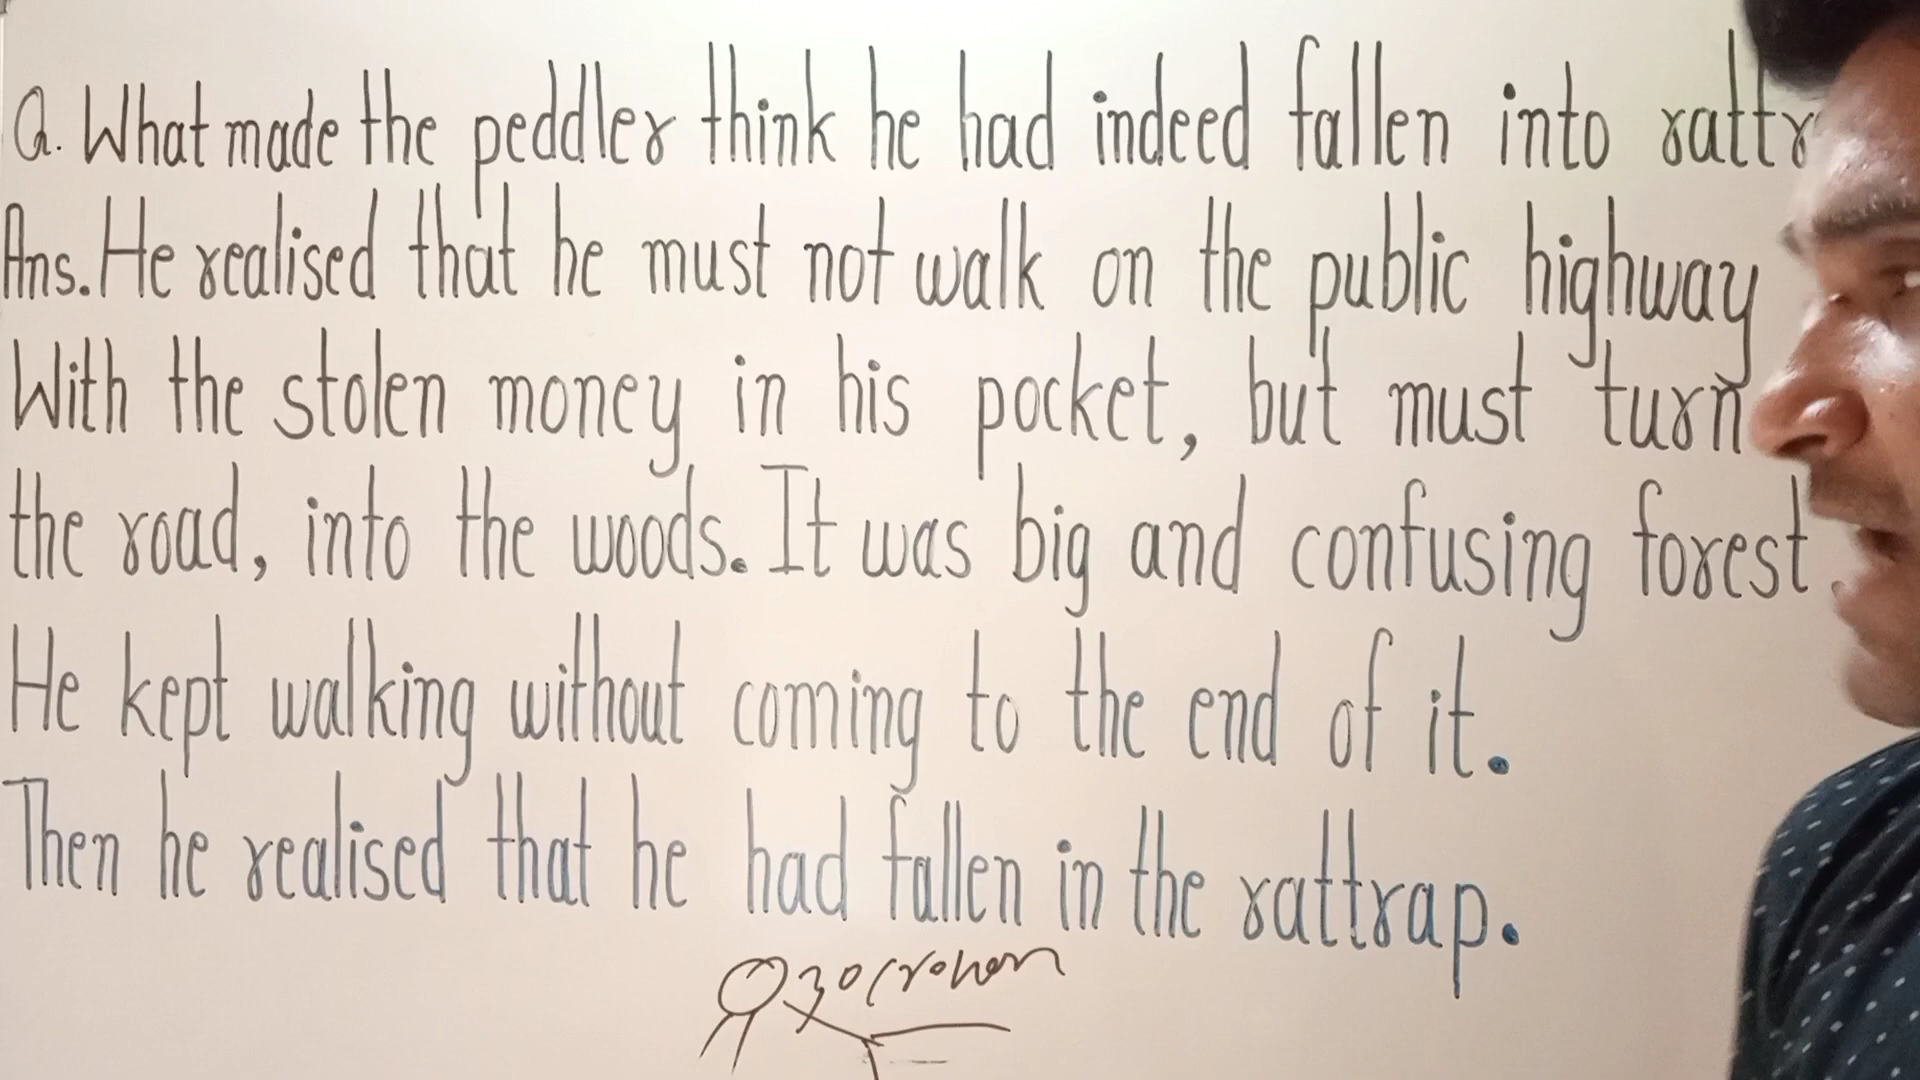 Q. What made the peddler think he had indeed fallen into rattr
Ans. He realised that he must not walk on the public highway
With the stolen money in his pocket, but must turn
the road, into the woods. It was big and confusing forest.
He kept walking without coming to the end of it.
Then he realised that he had fallen in the rattrap.